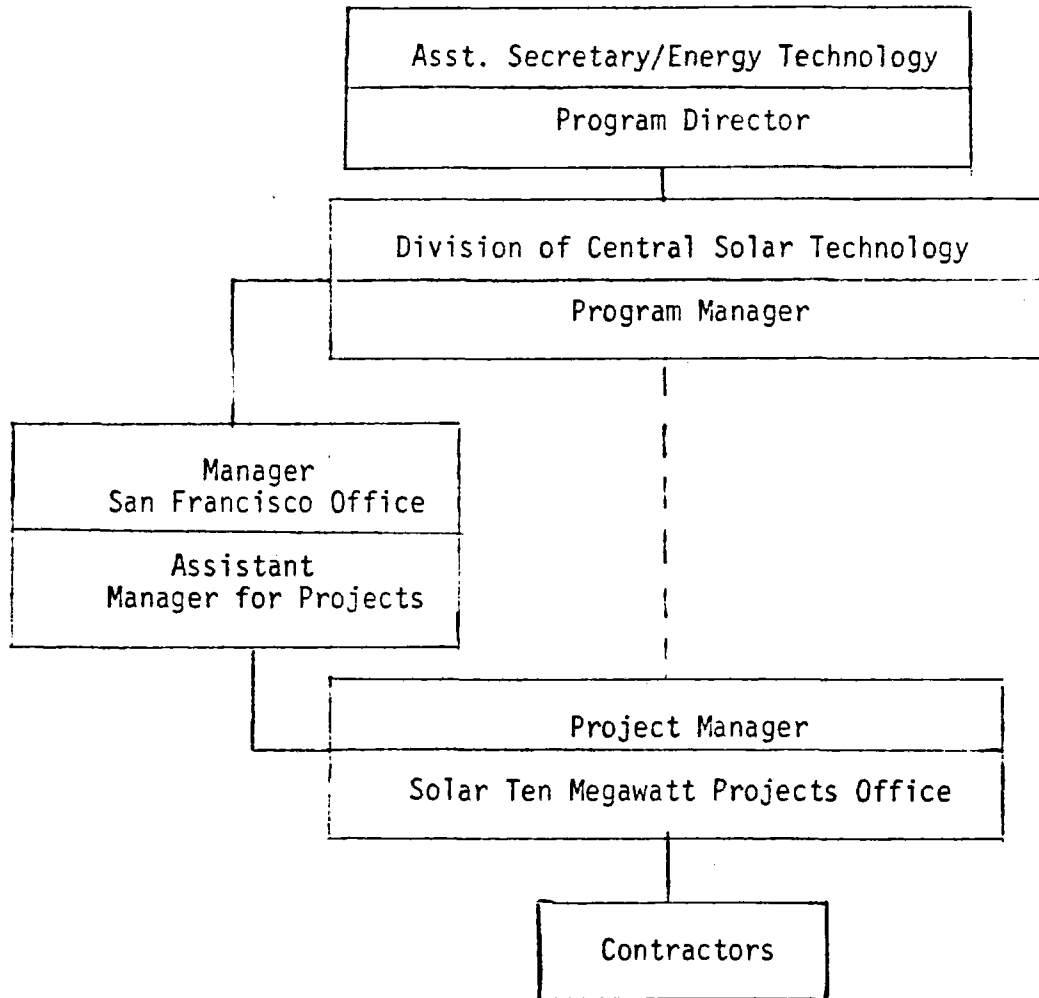 Asst. Secretary/Energy Technology
Program Director
Division of Central Solar Technology
Program Manager
Manager
San Francisco Office
Assistant
Manager for Projects
Project Manager
Solar Ten Megawatt Projects Office
Contractors